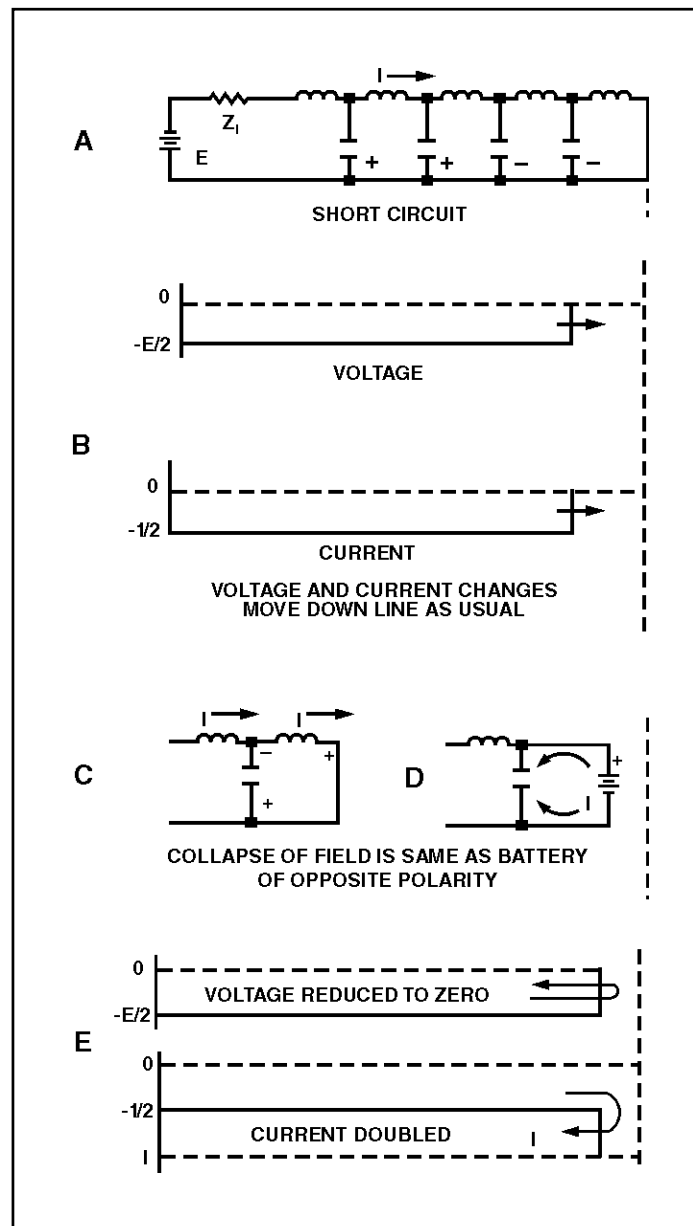 A
I
Z_I
E
+ + – –
SHORT CIRCUIT
B
0
-E/2
VOLTAGE
0
-1/2
CURRENT
VOLTAGE AND CURRENT CHANGES
MOVE DOWN LINE AS USUAL
C
I I
– +
+
D
+
I
COLLAPSE OF FIELD IS SAME AS BATTERY
OF OPPOSITE POLARITY
E
0
VOLTAGE REDUCED TO ZERO
-E/2
0
-1/2
CURRENT DOUBLED I
I